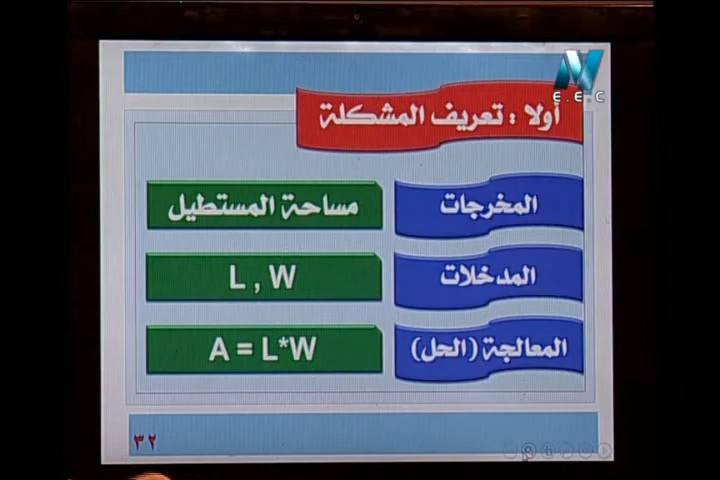 E.E.C
أولا : تعريف المشكلة
المخرجات
مساحة المستطيل
المدخلات
L , W
المعالجة (الحل)
A = L*W
٣٢